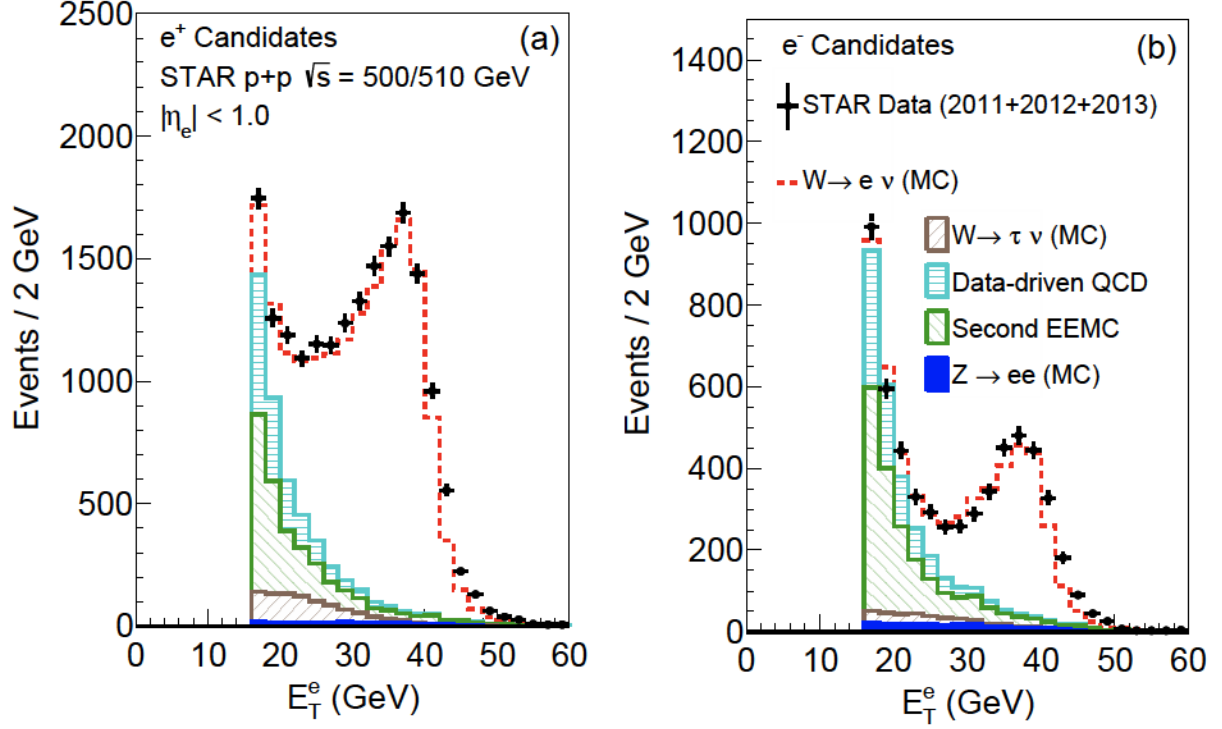 e⁺ Candidates
(a)
STAR p+p √s = 500/510 GeV
|ηₑ| < 1.0
2500
2000
1500
1000
500
0
0 10 20 30 40 50 60
Events / 2 GeV
E_T^e (GeV)
e⁻ Candidates
(b)
STAR Data (2011+2012+2013)
W→ e ν (MC)
W→ τ ν (MC)
Data-driven QCD
Second EEMC
Z → ee (MC)
1400
1200
1000
800
600
400
200
0
0 10 20 30 40 50 60
Events / 2 GeV
E_T^e (GeV)